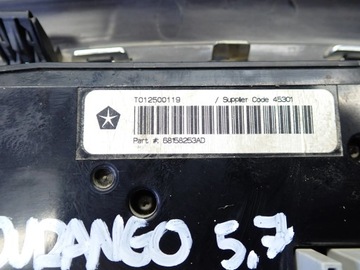 T012500119 / Supplier Code 45301
Part #: 68158253AD
DURANGO 5,7